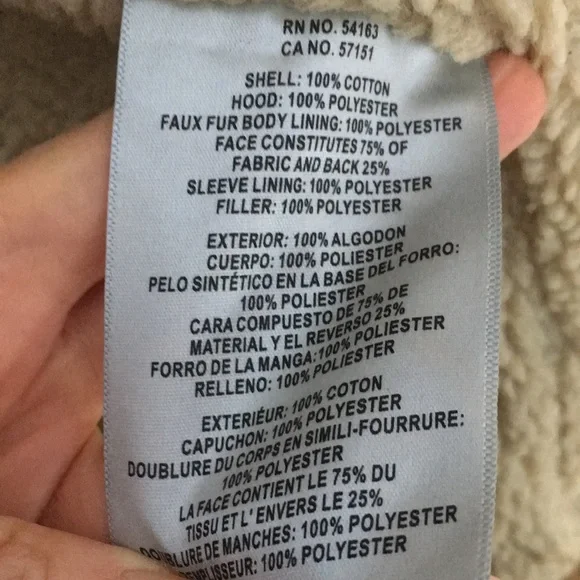 RN NO. 54163
CA NO. 57151
SHELL: 100% COTTON
HOOD: 100% POLYESTER
FAUX FUR BODY LINING: 100% POLYESTER
FACE CONSTITUTES 75% OF
FABRIC AND BACK 25%
SLEEVE LINING: 100% POLYESTER
FILLER: 100% POLYESTER
EXTERIOR: 100% ALGODON
CUERPO: 100% POLIESTER
PELO SINTÉTICO EN LA BASE DEL FORRO:
100% POLIESTER
CARA COMPUESTO DE 75% DE
MATERIAL Y EL REVERSO 25%
FORRO DE LA MANGA: 100% POLIESTER
RELLENO: 100% POLIESTER
EXTERIÉUR: 100% COTON
CAPUCHON: 100% POLYESTER
DOUBLURE DU CORPS EN SIMILI-FOURRURE:
100% POLYESTER
LA FACE CONTIENT LE 75% DU
TISSU ET L'ENVERS LE 25%
DOUBLURE DE MANCHES: 100% POLYESTER
REMPLISSEUR: 100% POLYESTER